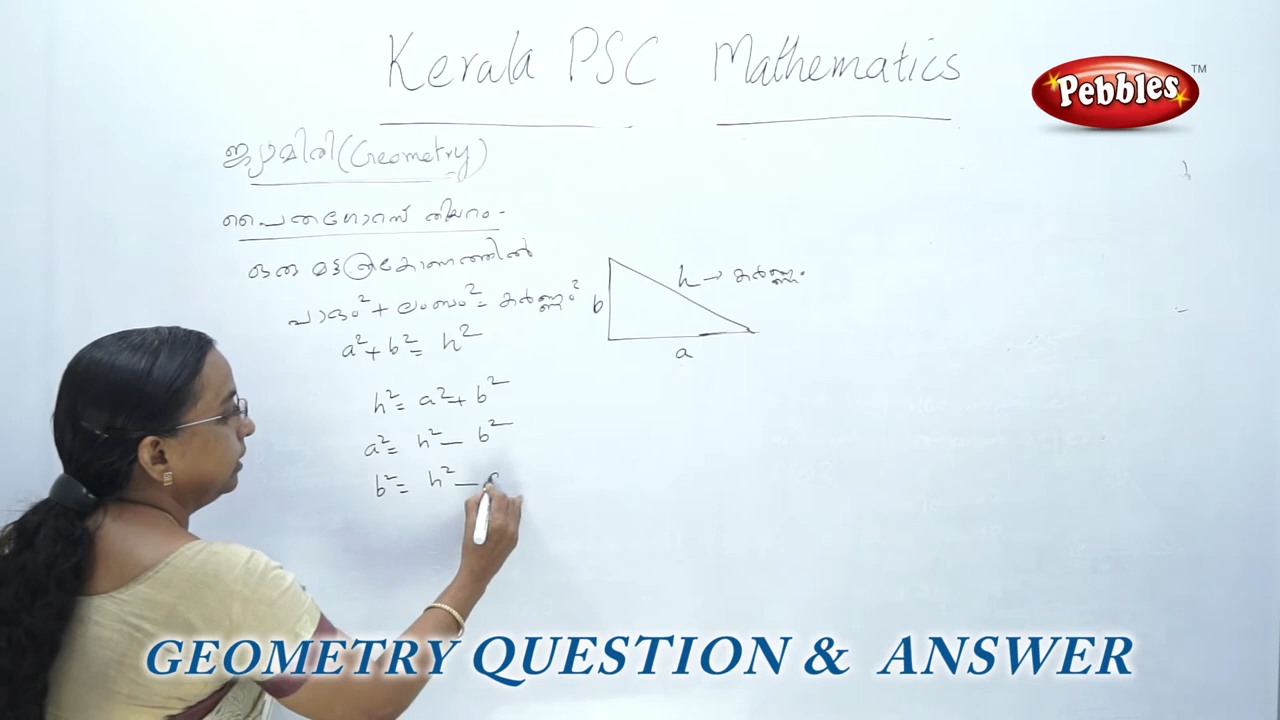 Kerala PSC Mathematics
Pebbles TM
ജ്യാമിതി (Geometry)
പൈതഗോറസ് നിയമം -
ഒരു മട്ടത്രികോണത്തിൽ
പാദം² + ലംബം² = കർണ്ണം²
a² + b² = h²
h² = a² + b²
a² = h² - b²
b² = h² -
b
h → കർണ്ണം
a
GEOMETRY QUESTION & ANSWER